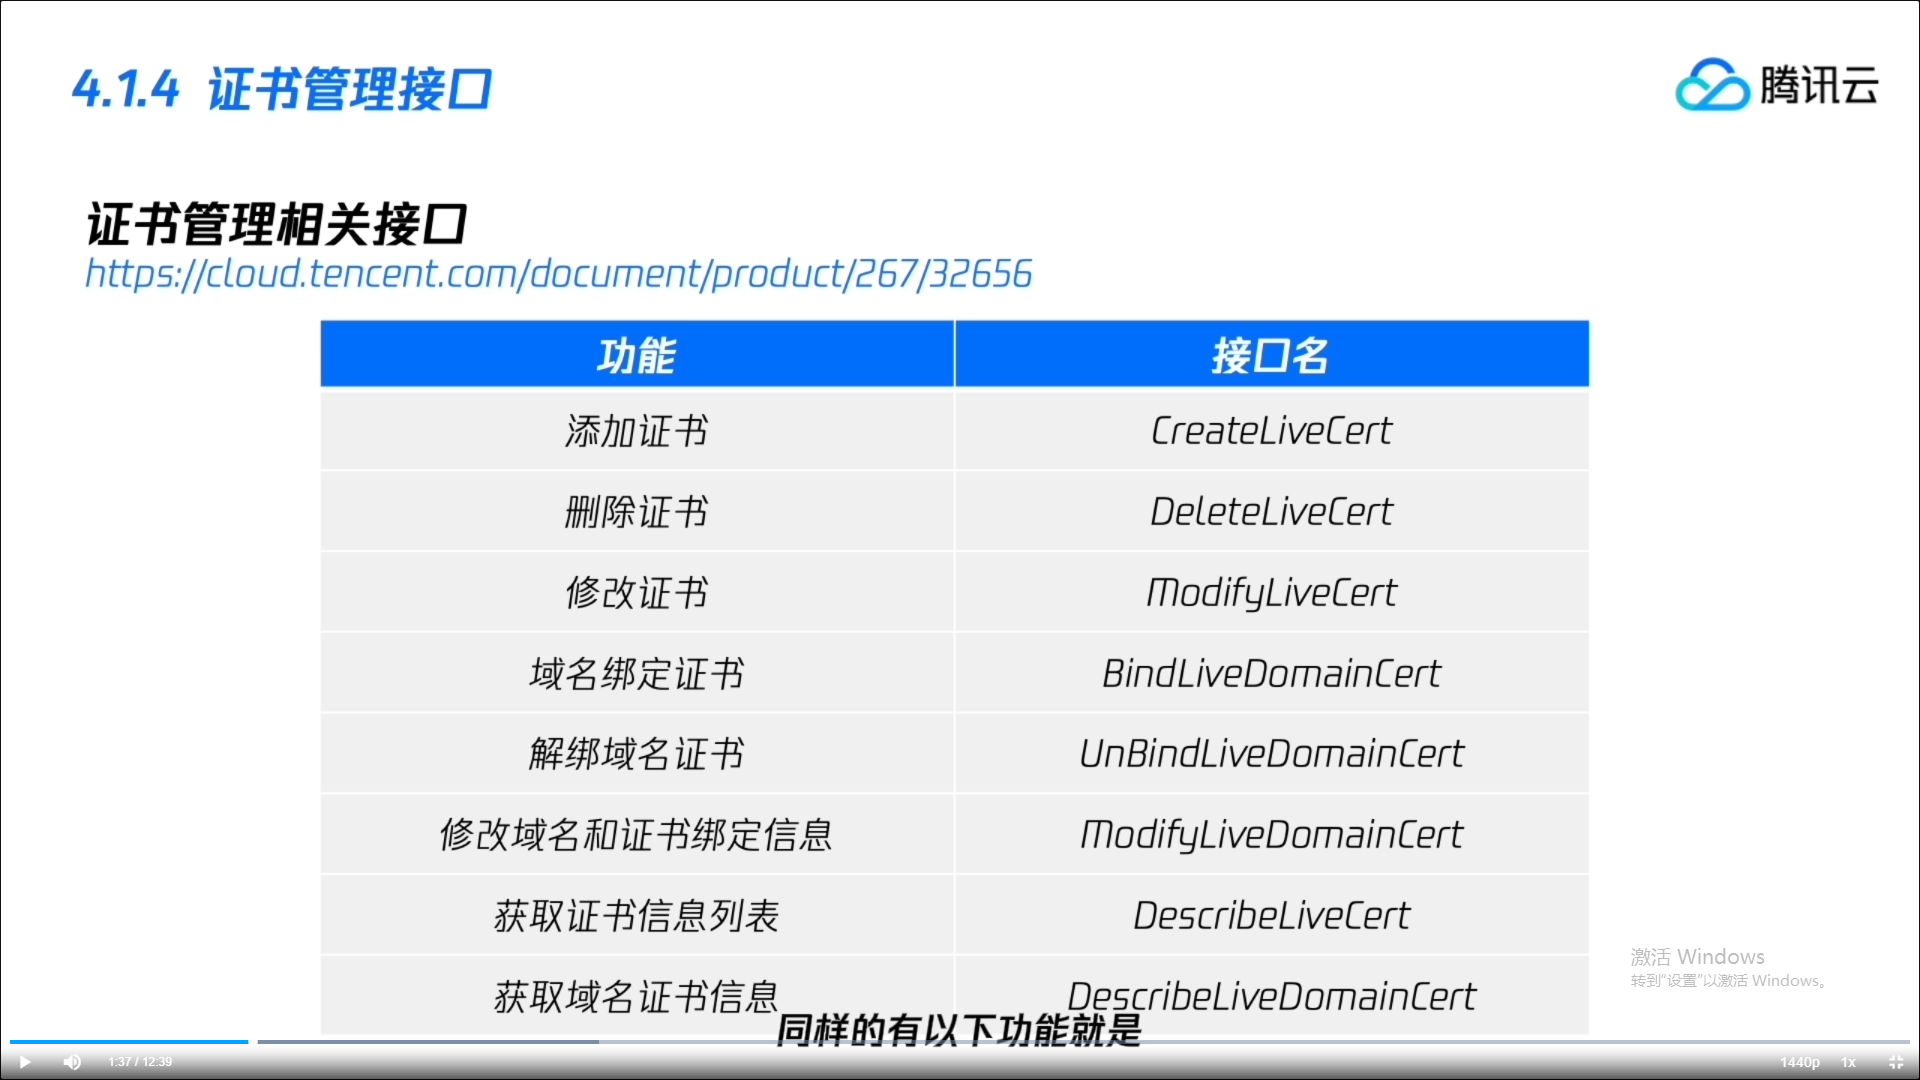 4.1.4 证书管理接口
腾讯云
证书管理相关接口
https://cloud.tencent.com/document/product/267/32656
功能 接口名
添加证书 CreateLiveCert
删除证书 DeleteLiveCert
修改证书 ModifyLiveCert
域名绑定证书 BindLiveDomainCert
解绑域名证书 UnBindLiveDomainCert
修改域名和证书绑定信息 ModifyLiveDomainCert
获取证书信息列表 DescribeLiveCert
获取域名证书信息 DescribeLiveDomainCert
激活 Windows
转到“设置”以激活 Windows。
同样的有以下功能就是
1:37 / 12:39 1440p 1x